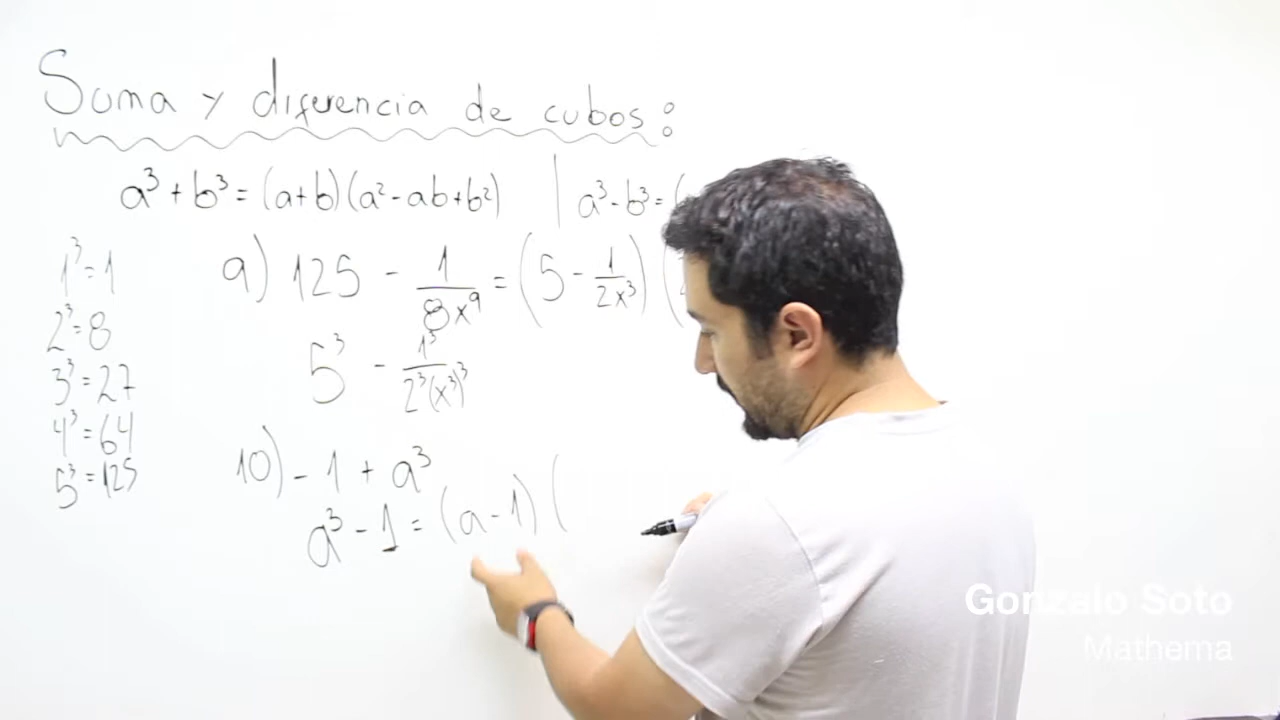 Suma y diferencia de cubos:
a³ + b³ = (a+b)(a² - ab + b²) | a³ - b³ = (
1³ = 1
2³ = 8
3³ = 27
4³ = 64
5³ = 125
9) 125 - 1/8x⁹ = (5 - 1/2x³) (
5³ - 1³/2³(x³)³
10) - 1 + a³
a³ - 1 = (a - 1) (
Gonzalo Soto
Mathema